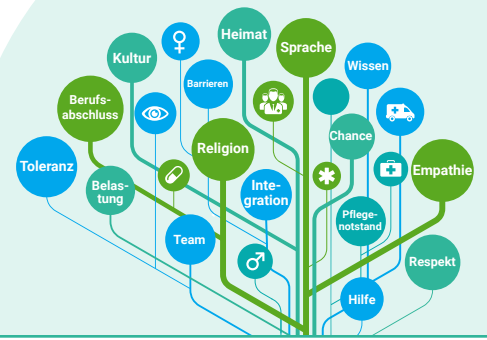 Heimat
Sprache
Kultur
Wissen
Barrieren
Berufs-
abschluss
Chance
Religion
Toleranz
Empathie
Belas-
tung
Inte-
gration
Pflege-
notstand
Team
Respekt
Hilfe